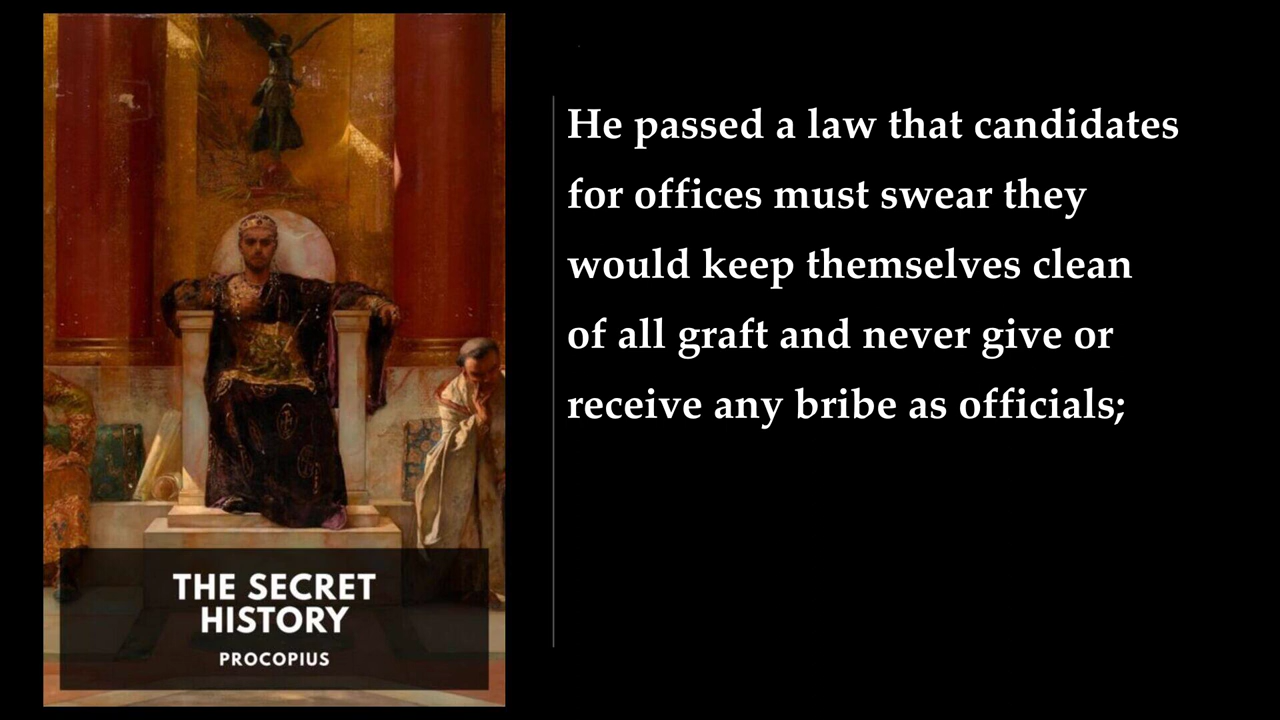 THE SECRET
HISTORY
PROCOPIUS
He passed a law that candidates
for offices must swear they
would keep themselves clean
of all graft and never give or
receive any bribe as officials;